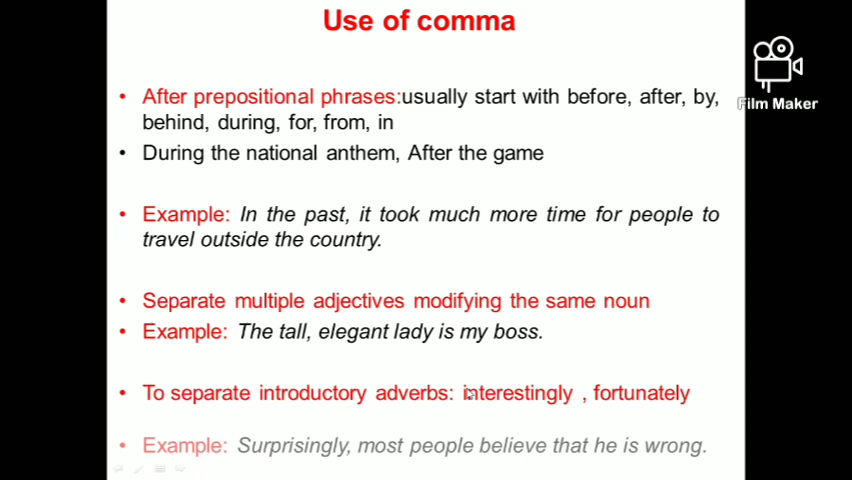 Use of comma
Film Maker
• After prepositional phrases:usually start with before, after, by,
behind, during, for, from, in
• During the national anthem, After the game
• Example: In the past, it took much more time for people to
travel outside the country.
• Separate multiple adjectives modifying the same noun
• Example: The tall, elegant lady is my boss.
• To separate introductory adverbs: interestingly , fortunately
• Example: Surprisingly, most people believe that he is wrong.